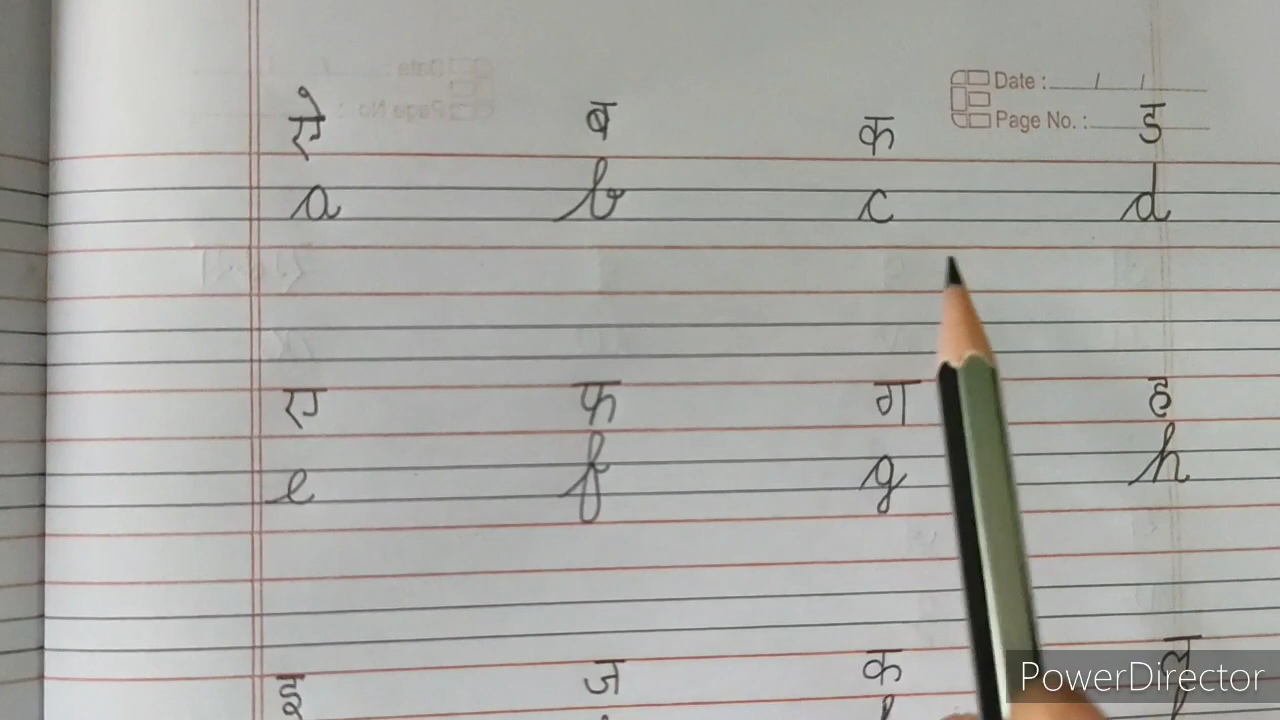 Date :
Page No. :
ऐ ब क ड
a b c d
ए फ ग ह
e f g h
इ ज क ल
PowerDirector